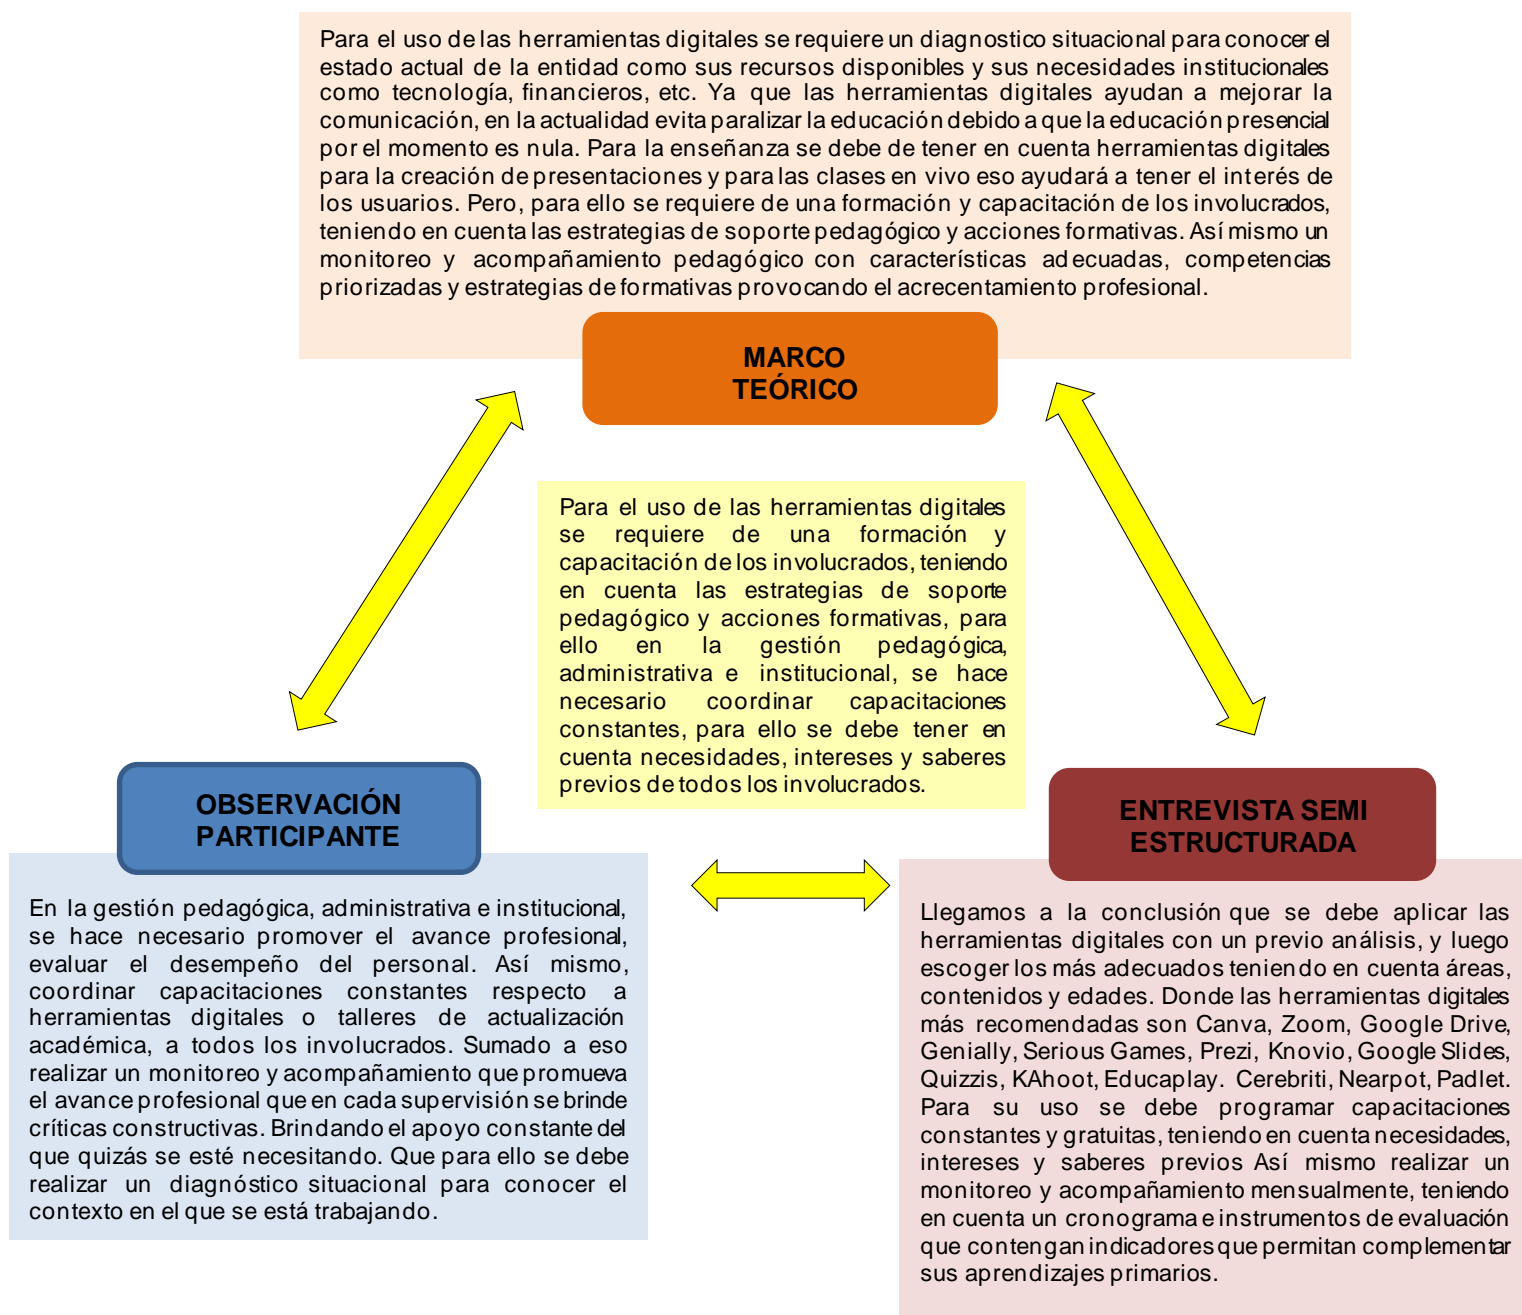 Para el uso de las herramientas digitales se requiere un diagnostico situacional para conocer el
estado actual de la entidad como sus recursos disponibles y sus necesidades institucionales
como tecnología, financieros, etc. Ya que las herramientas digitales ayudan a mejorar la
comunicación, en la actualidad evita paralizar la educación debido a que la educación presencial
por el momento es nula. Para la enseñanza se debe de tener en cuenta herramientas digitales
para la creación de presentaciones y para las clases en vivo eso ayudará a tener el interés de
los usuarios. Pero, para ello se requiere de una formación y capacitación de los involucrados,
teniendo en cuenta las estrategias de soporte pedagógico y acciones formativas. Así mismo un
monitoreo y acompañamiento pedagógico con características adecuadas, competencias
priorizadas y estrategias de formativas provocando el acrecentamiento profesional.
MARCO
TEÓRICO
Para el uso de las herramientas digitales
se requiere de una formación y
capacitación de los involucrados, teniendo
en cuenta las estrategias de soporte
pedagógico y acciones formativas, para
ello en la gestión pedagógica,
administrativa e institucional, se hace
necesario coordinar capacitaciones
constantes, para ello se debe tener en
cuenta necesidades, intereses y saberes
previos de todos los involucrados.
OBSERVACIÓN
PARTICIPANTE
En la gestión pedagógica, administrativa e institucional,
se hace necesario promover el avance profesional,
evaluar el desempeño del personal. Así mismo,
coordinar capacitaciones constantes respecto a
herramientas digitales o talleres de actualización
académica, a todos los involucrados. Sumado a eso
realizar un monitoreo y acompañamiento que promueva
el avance profesional que en cada supervisión se brinde
críticas constructivas. Brindando el apoyo constante del
que quizás se esté necesitando. Que para ello se debe
realizar un diagnóstico situacional para conocer el
contexto en el que se está trabajando.
ENTREVISTA SEMI
ESTRUCTURADA
Llegamos a la conclusión que se debe aplicar las
herramientas digitales con un previo análisis, y luego
escoger los más adecuados teniendo en cuenta áreas,
contenidos y edades. Donde las herramientas digitales
más recomendadas son Canva, Zoom, Google Drive,
Genially, Serious Games, Prezi, Knovio, Google Slides,
Quizzis, KAhoot, Educaplay. Cerebriti, Nearpot, Padlet.
Para su uso se debe programar capacitaciones
constantes y gratuitas, teniendo en cuenta necesidades,
intereses y saberes previos Así mismo realizar un
monitoreo y acompañamiento mensualmente, teniendo
en cuenta un cronograma e instrumentos de evaluación
que contengan indicadores que permitan complementar
sus aprendizajes primarios.